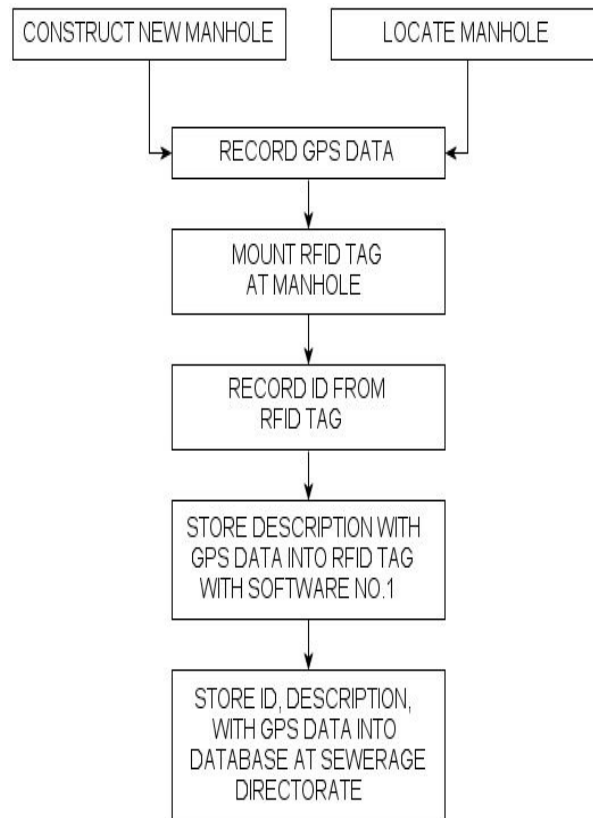 CONSTRUCT NEW MANHOLE
LOCATE MANHOLE
RECORD GPS DATA
MOUNT RFID TAG
AT MANHOLE
RECORD ID FROM
RFID TAG
STORE DESCRIPTION WITH
GPS DATA INTO RFID TAG
WITH SOFTWARE NO.1
STORE ID, DESCRIPTION,
WITH GPS DATA INTO
DATABASE AT SEWERAGE
DIRECTORATE